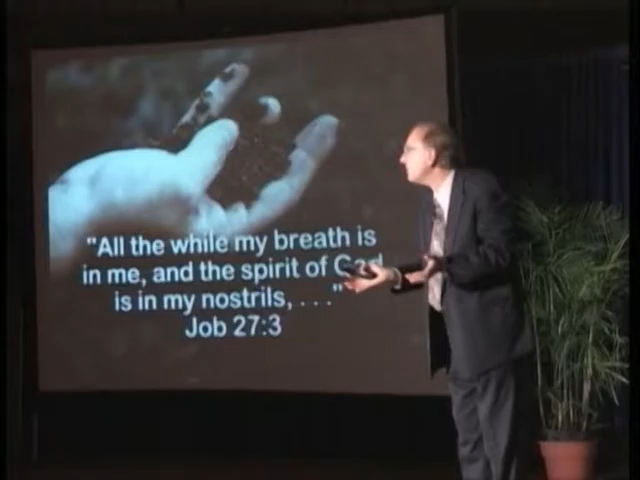 "All the while my breath is
in me, and the spirit of God
is in my nostrils, . . ."
Job 27:3